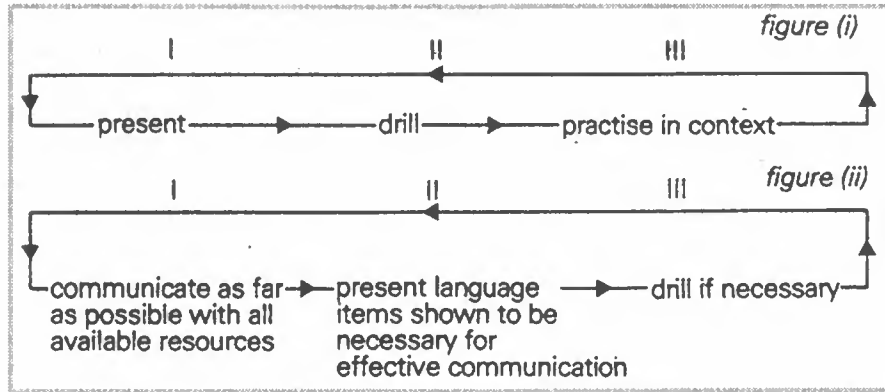 figure (i)
I II III
present drill practise in context
figure (ii)
I II III
communicate as far present language drill if necessary
as possible with all items shown to be
available resources necessary for
effective communication